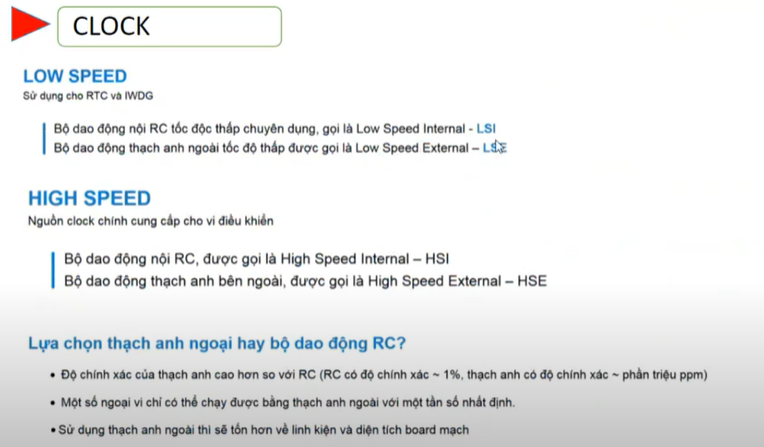 CLOCK
LOW SPEED
Sử dụng cho RTC và IWDG
Bộ dao động nội RC tốc độc thấp chuyên dụng, gọi là Low Speed Internal - LSI
Bộ dao động thạch anh ngoài tốc độ thấp được gọi là Low Speed External – LSE
HIGH SPEED
Nguồn clock chính cung cấp cho vi điều khiển
Bộ dao động nội RC, được gọi là High Speed Internal – HSI
Bộ dao động thạch anh bên ngoài, được gọi là High Speed External – HSE
Lựa chọn thạch anh ngoại hay bộ dao động RC?
• Độ chính xác của thạch anh cao hơn so với RC (RC có độ chính xác ~ 1%, thạch anh có độ chính xác ~ phần triệu ppm)
• Một số ngoại vi chỉ có thể chạy được bằng thạch anh ngoài với một tần số nhất định.
• Sử dụng thạch anh ngoài thì sẽ tốn hơn về linh kiện và diện tích board mạch